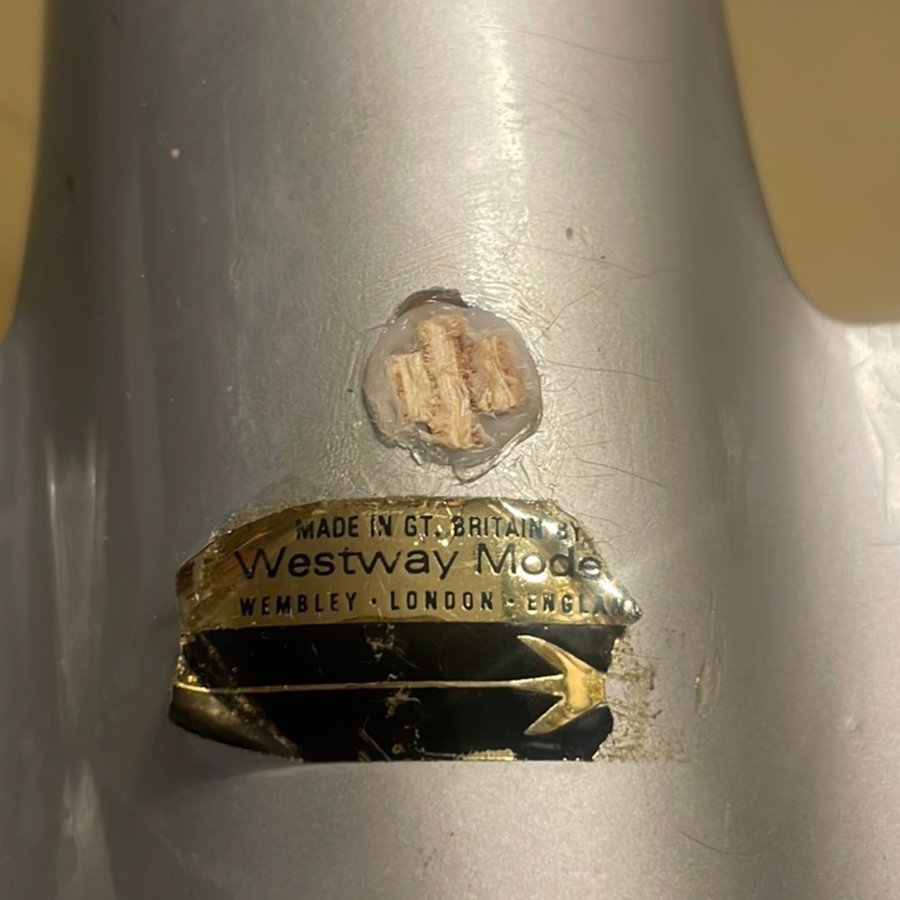 MADE IN GT. BRITAIN BY
Westway Mode
WEMBLEY · LONDON · ENGLAN